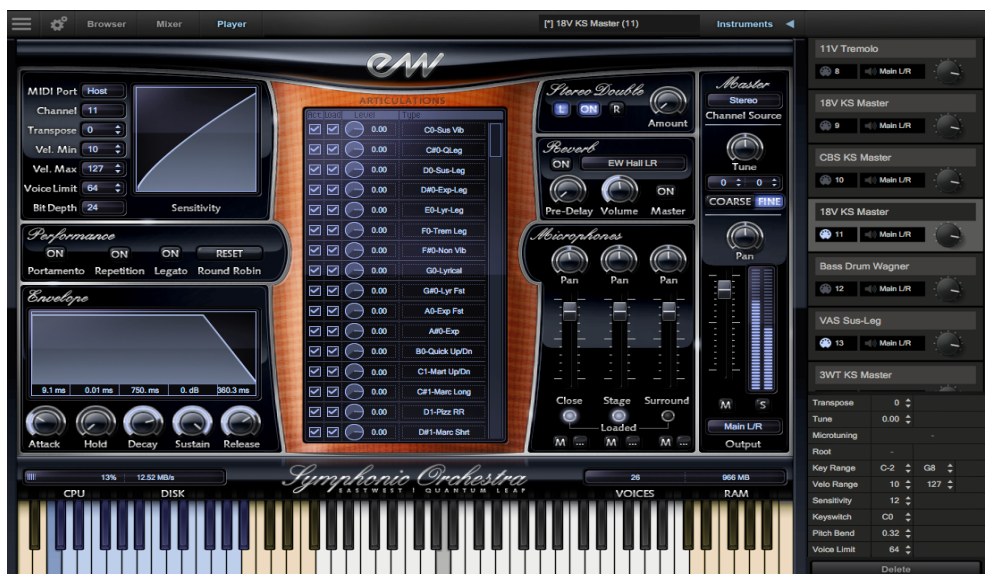 Browser Mixer Player [*] 18V KS Master (11) Instruments
EW
MIDI Port Host
Channel 11
Transpose 0
Vel. Min 10
Vel. Max 127
Voice Limit 64
Bit Depth 24
Sensitivity
Performance
ON ON ON RESET
Portamento Repetition Legato Round Robin
Envelope
9.1 ms 0.01 ms 750. ms 0. dB 360.3 ms
Attack Hold Decay Sustain Release
ARTICULATIONS
Act Load Level Type
0.00 C0-Sus Vib
0.00 C#0-QLeg
0.00 D0-Sus-Leg
0.00 D#0-Exp-Leg
0.00 E0-Lyr-Leg
0.00 F0-Trem Leg
0.00 F#0-Non Vib
0.00 G0-Lyrical
0.00 G#0-Lyr Fst
0.00 A0-Exp Fst
0.00 A#0-Exp
0.00 B0-Quick Up/Dn
0.00 C1-Mart Up/Dn
0.00 C#1-Marc Long
0.00 D1-Pizz RR
0.00 D#1-Marc Shrt
Stereo Double
L ON R
Amount
Reverb
ON EW Hall LR
ON
Pre-Delay Volume Master
Microphones
Pan Pan Pan
Close Stage Surround
Loaded
M ... M ... M ...
Master
Stereo
Channel Source
Tune
0 0
COARSE FINE
Pan
M S
Main L/R
Output
13% 12.52 MB/s
CPU DISK
Symphonic Orchestra
EASTWEST | QUANTUM LEAP
26 966 MB
VOICES RAM
11V Tremolo
8 Main L/R
18V KS Master
9 Main L/R
CBS KS Master
10 Main L/R
18V KS Master
11 Main L/R
Bass Drum Wagner
12 Main L/R
VAS Sus-Leg
13 Main L/R
3WT KS Master
Transpose 0
Tune 0.00
Microtuning -
Root -
Key Range C-2 G8
Velo Range 10 127
Sensitivity 12
Keyswitch C0
Pitch Bend 0.32
Voice Limit 64
Delete